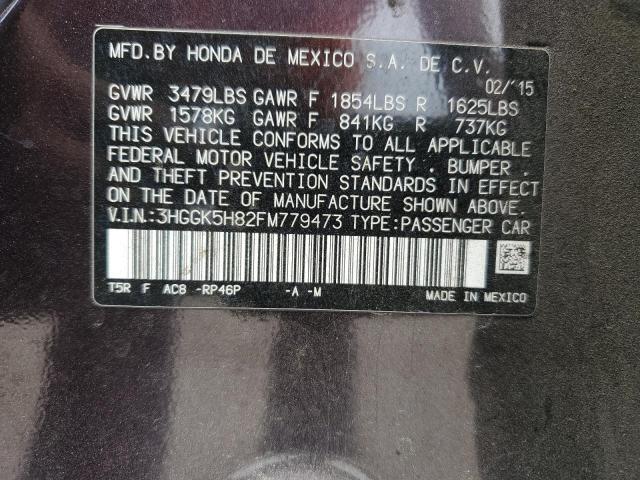 MFD.BY HONDA DE MEXICO S.A. DE C.V.
02/'15
GVWR 3479LBS GAWR F 1854LBS R 1625LBS
GVWR 1578KG GAWR F 841KG R 737KG
THIS VEHICLE CONFORMS TO ALL APPLICABLE
FEDERAL MOTOR VEHICLE SAFETY , BUMPER ,
AND THEFT PREVENTION STANDARDS IN EFFECT
ON THE DATE OF MANUFACTURE SHOWN ABOVE.
V.I.N.:3HGGK5H82FM779473 TYPE:PASSENGER CAR
T5R F AC8 -RP46P -A -M MADE IN MEXICO